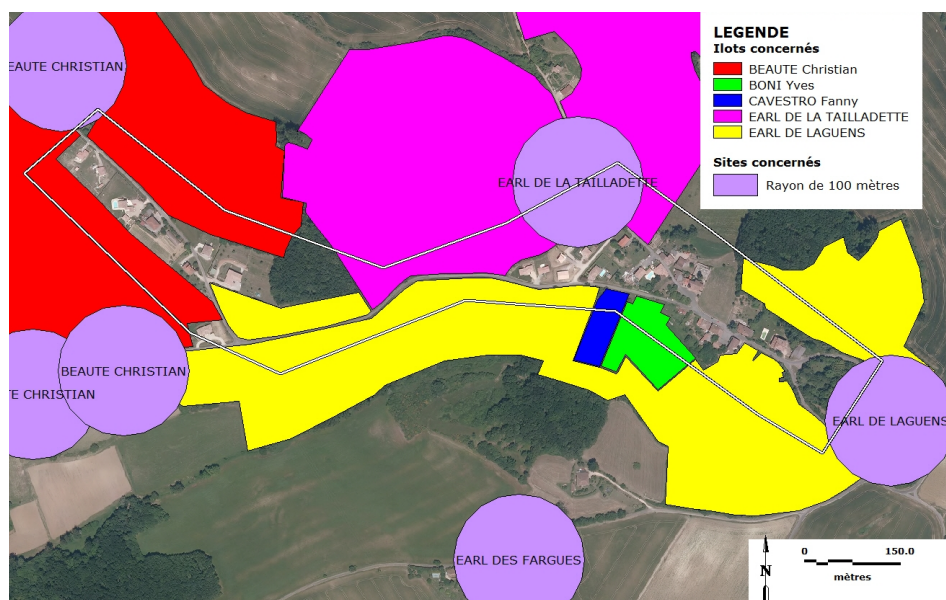 LEGENDE
Ilots concernés
BEAUTE Christian
BONI Yves
CAVESTRO Fanny
EARL DE LA TAILLADETTE
EARL DE LAGUENS
Sites concernés
Rayon de 100 mètres
EAUTE CHRISTIAN
EARL DE LA TAILLADETTE
BEAUTE CHRISTIAN
TE CHRISTIAN
EARL DE LAGUENS
EARL DES FARGUES
N
0 150.0
mètres